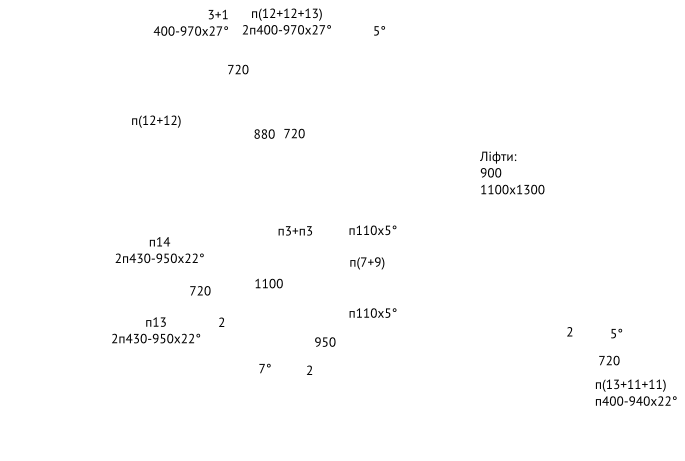 3+1
400-970x27°
п(12+12+13)
2п400-970x27°
5°
720
п(12+12)
880 720
Ліфти:
900
1100x1300
п3+п3
п110x5°
п14
2п430-950x22°
п(7+9)
720
1100
п110x5°
п13
2п430-950x22°
2
950
2
5°
7°
2
720
п(13+11+11)
п400-940x22°